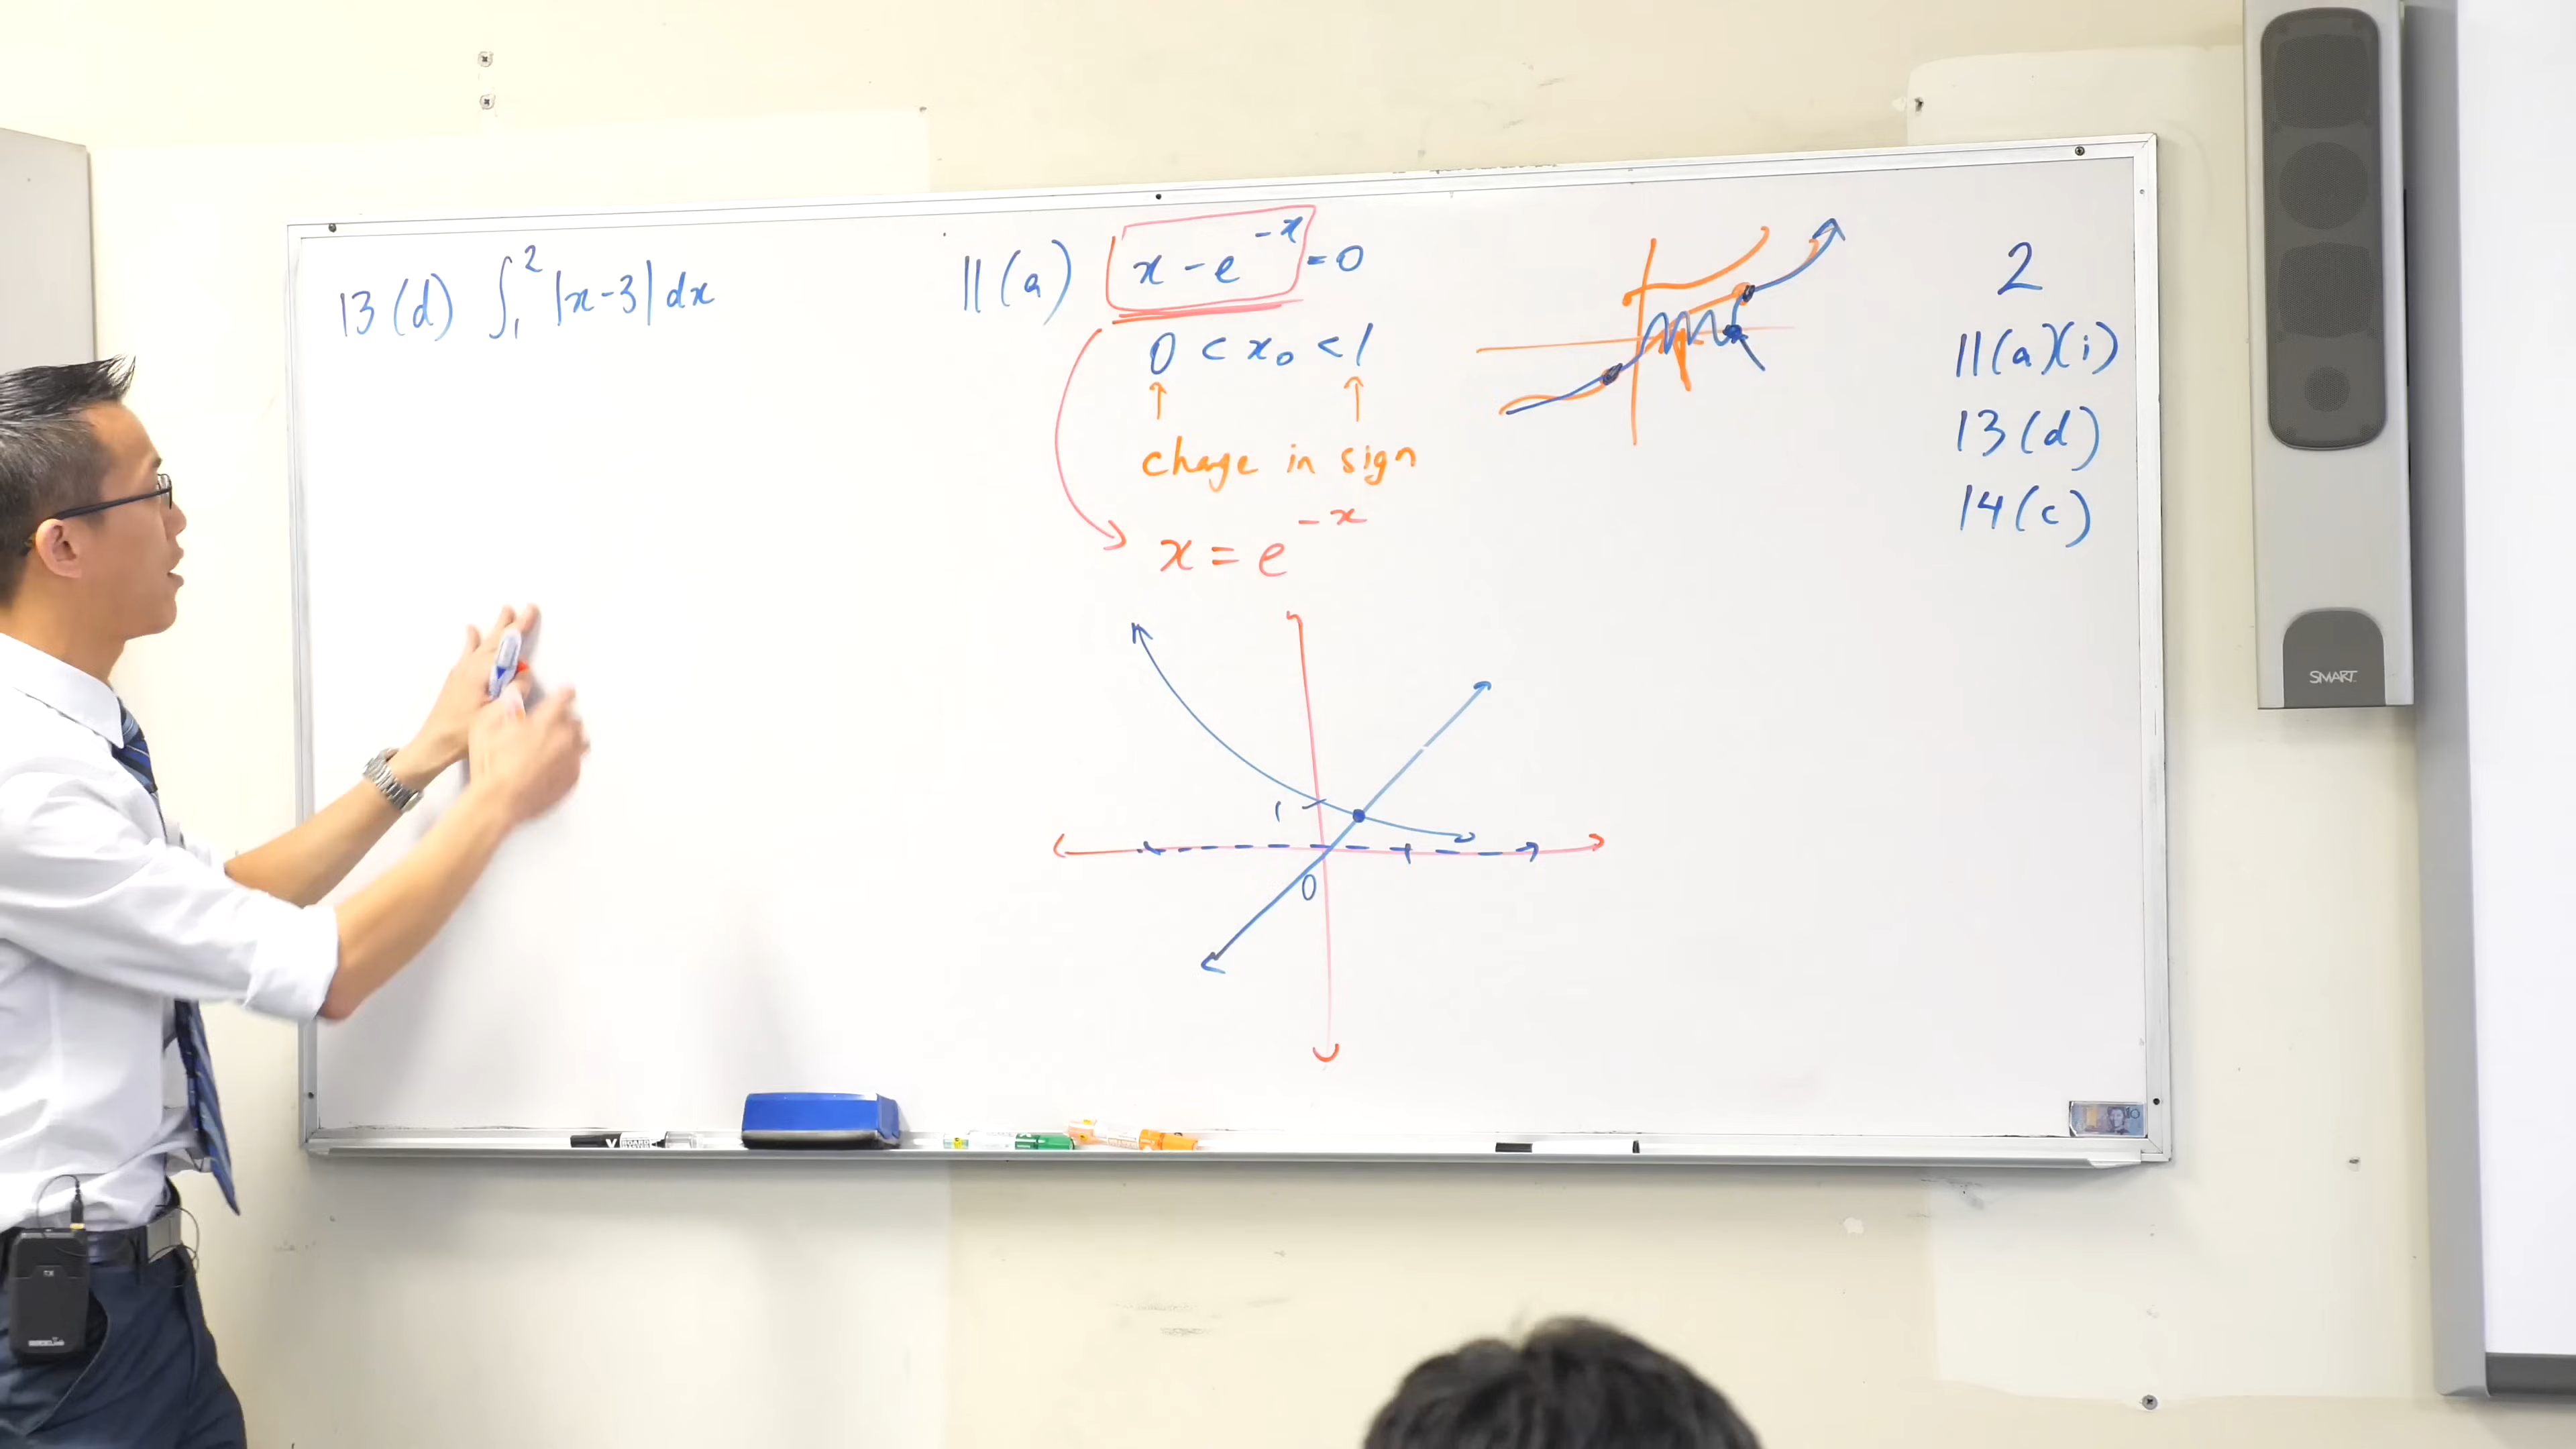 13 (d) ∫₁² |x-3| dx
11 (a) x - e^{-x} = 0
0 < x₀ < 1
change in sign
x = e^{-x}
1
0
2
11(a)(i)
13(d)
14(c)
SMART